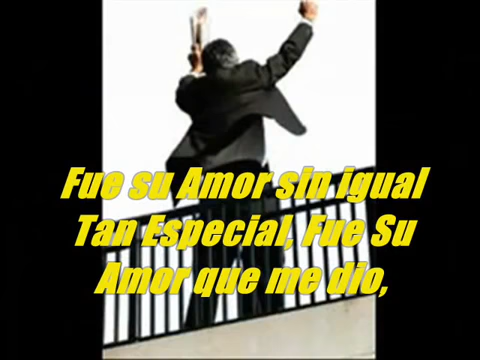 Fue su Amor sin igual
Tan Especial, Fue Su
Amor que me dio,